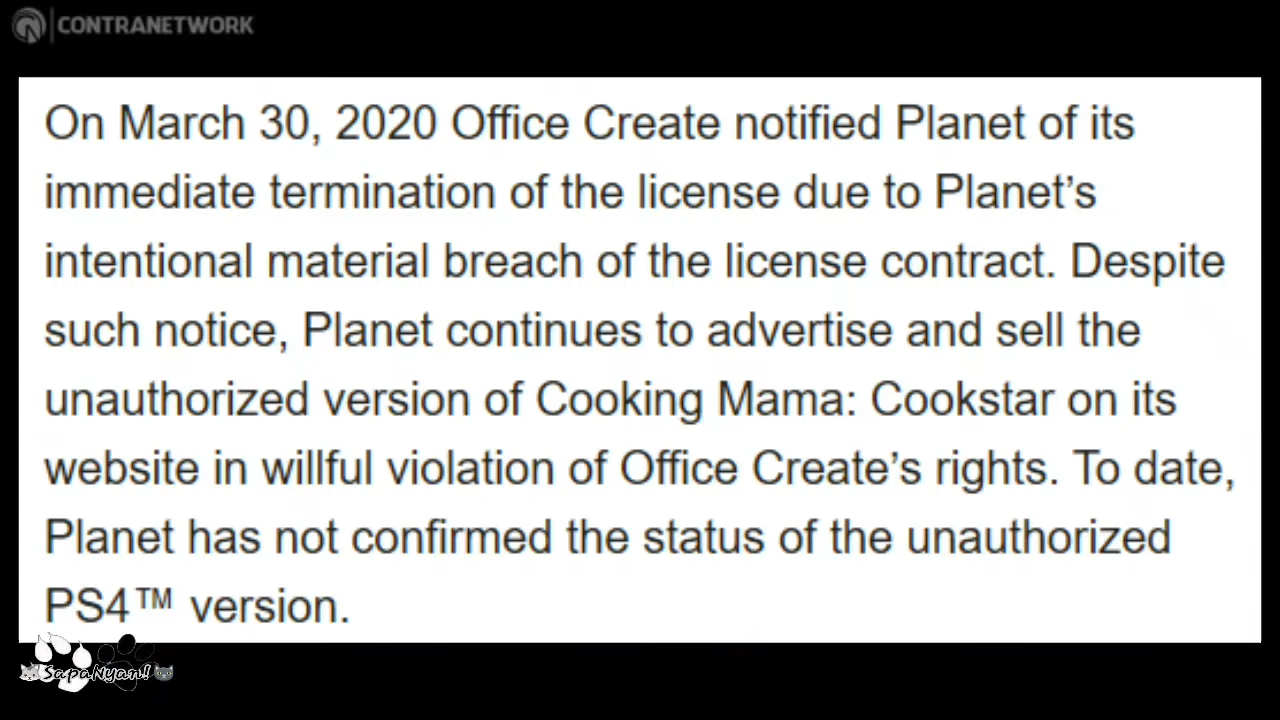 CONTRANETWORK
On March 30, 2020 Office Create notified Planet of its
immediate termination of the license due to Planet’s
intentional material breach of the license contract. Despite
such notice, Planet continues to advertise and sell the
unauthorized version of Cooking Mama: Cookstar on its
website in willful violation of Office Create’s rights. To date,
Planet has not confirmed the status of the unauthorized
PS4™ version.
SapaNyan!